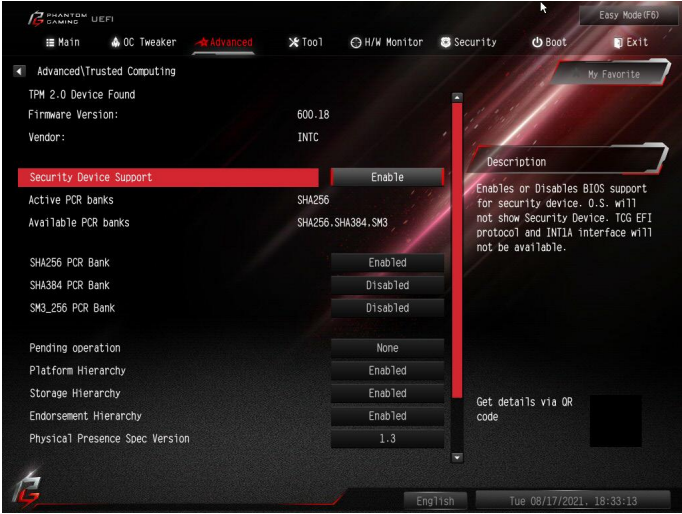 PHANTOM GAMING UEFI
Easy Mode(F6)
Main OC Tweaker Advanced Tool H/W Monitor Security Boot Exit
Advanced\Trusted Computing
My Favorite
TPM 2.0 Device Found
Firmware Version: 600.18
Vendor: INTC
Security Device Support Enable
Active PCR banks SHA256
Available PCR banks SHA256.SHA384.SM3
SHA256 PCR Bank Enabled
SHA384 PCR Bank Disabled
SM3_256 PCR Bank Disabled
Pending operation None
Platform Hierarchy Enabled
Storage Hierarchy Enabled
Endorsement Hierarchy Enabled
Physical Presence Spec Version 1.3
Description
Enables or Disables BIOS support
for security device. O.S. will
not show Security Device. TCG EFI
protocol and INT1A interface will
not be available.
Get details via QR
code
English
Tue 08/17/2021. 18:33:13